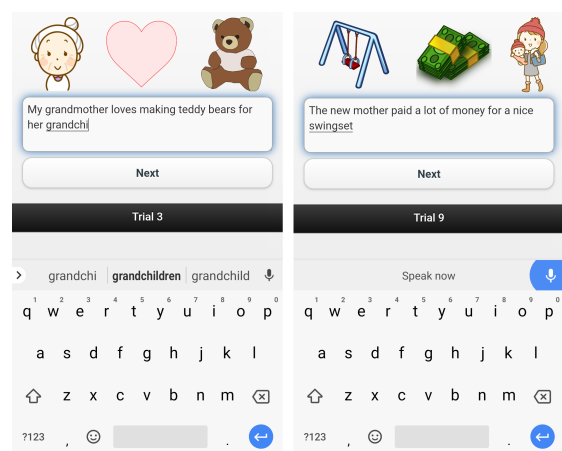 My grandmother loves making teddy bears for
her grandchi
Next
Trial 3
grandchi grandchildren grandchild
1 2 3 4 5 6 7 8 9 0
q w e r t y u i o p
a s d f g h j k l
z x c v b n m
?123 , .
The new mother paid a lot of money for a nice
swingset
Next
Trial 9
Speak now
1 2 3 4 5 6 7 8 9 0
q w e r t y u i o p
a s d f g h j k l
z x c v b n m
?123 , .